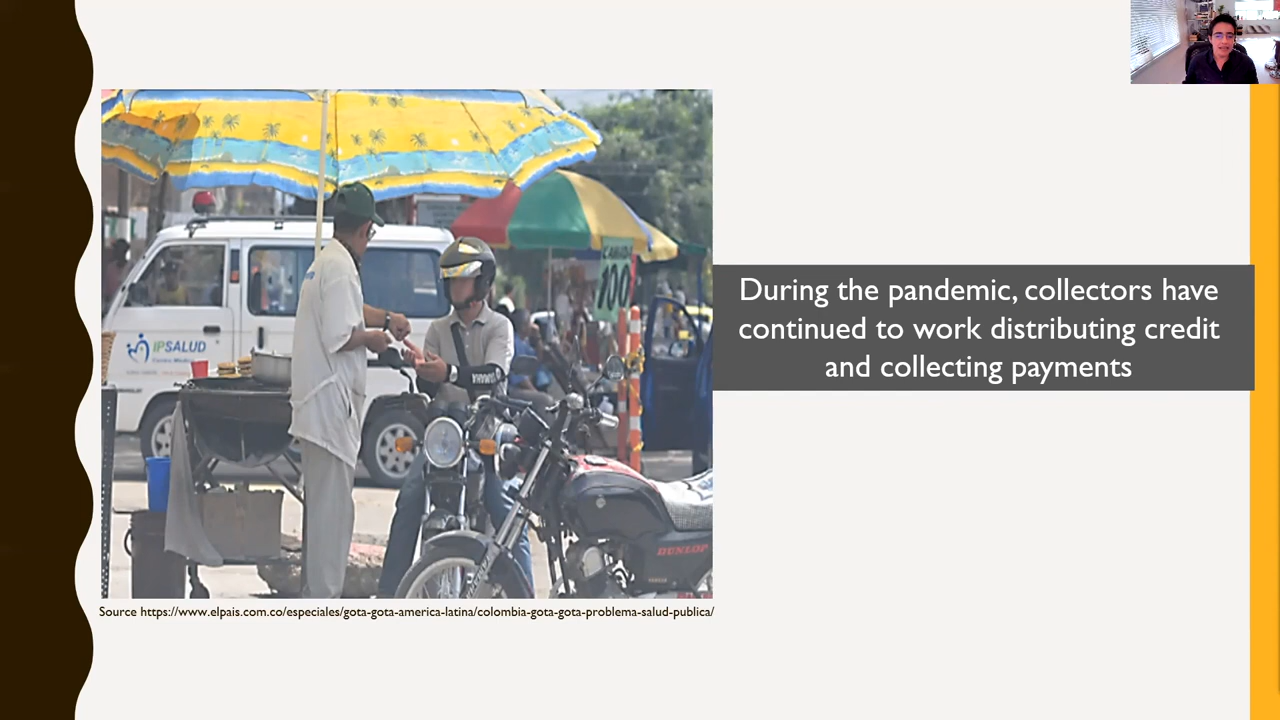 During the pandemic, collectors have
continued to work distributing credit
and collecting payments
IPSALUD
100
DUNLOP
Source https://www.elpais.com.co/especiales/gota-gota-america-latina/colombia-gota-gota-problema-salud-publica/